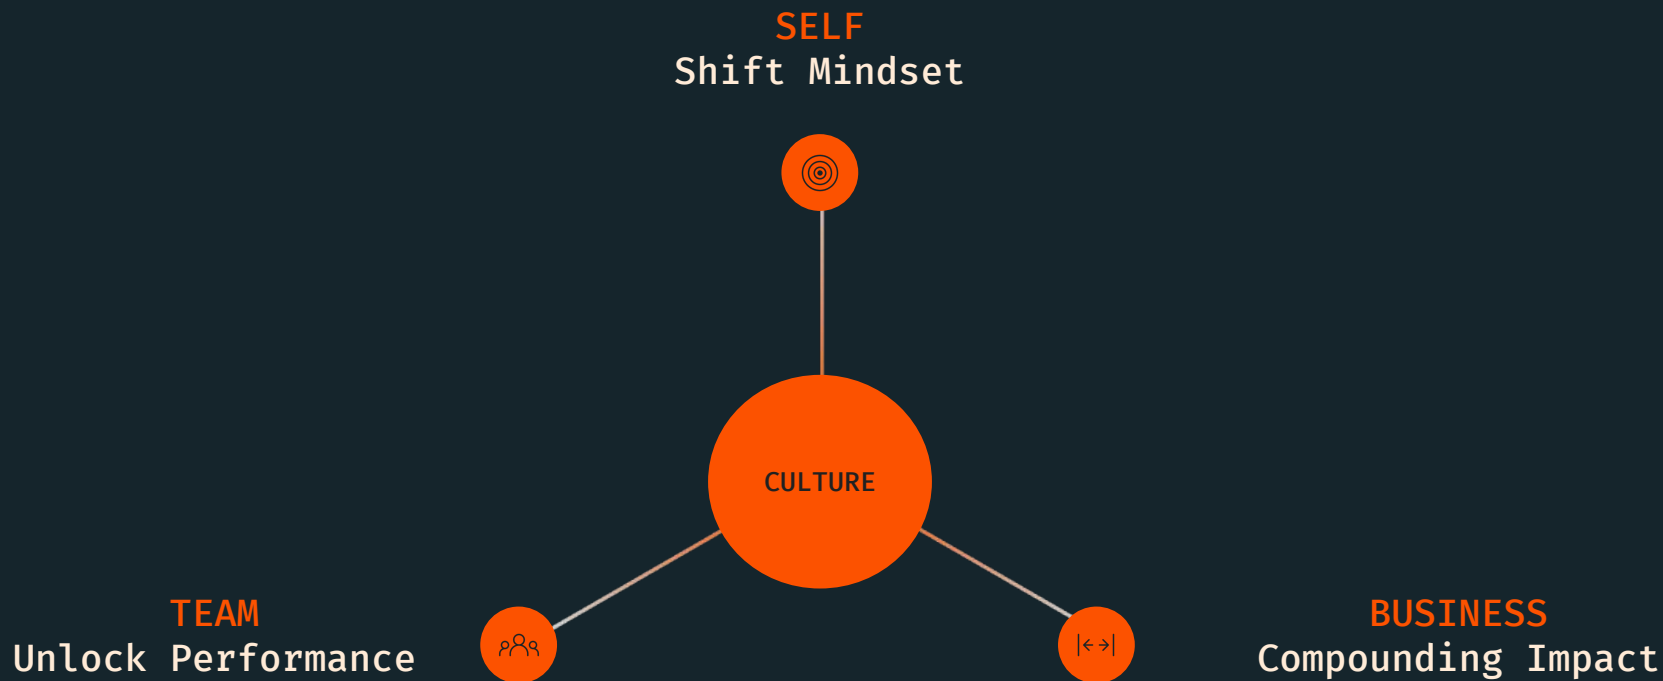 SELF
Shift Mindset
CULTURE
TEAM
Unlock Performance
BUSINESS
Compounding Impact